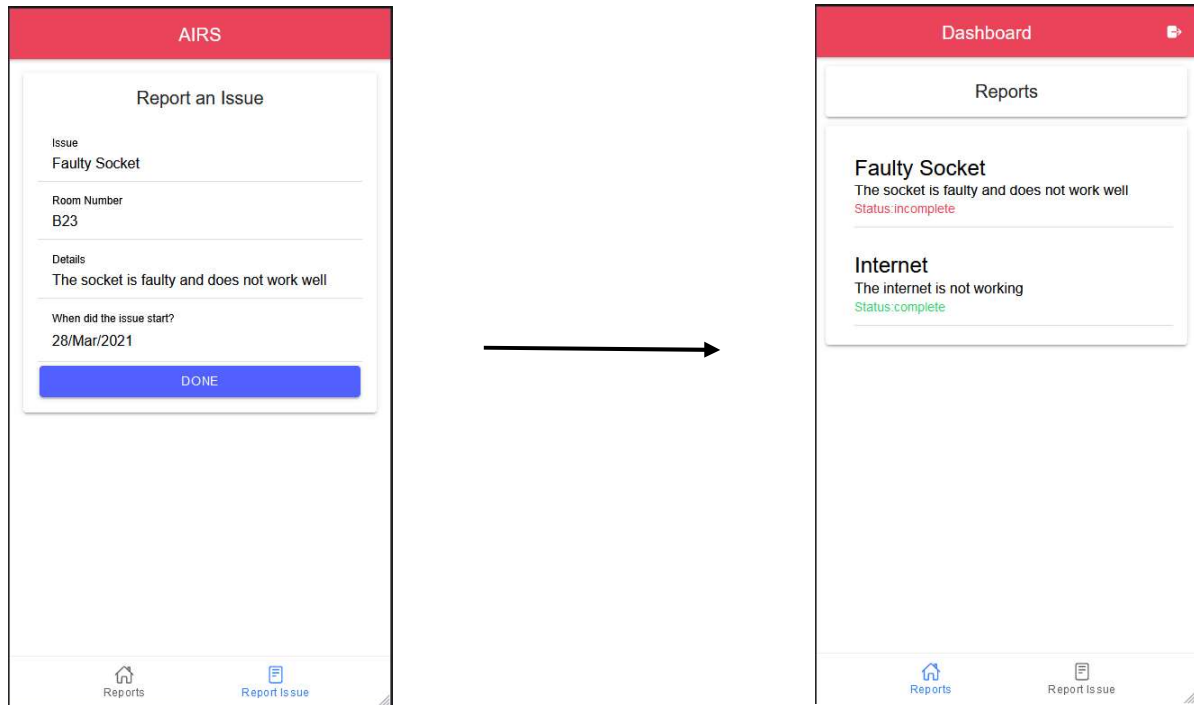 AIRS
Report an Issue
Issue
Faulty Socket
Room Number
B23
Details
The socket is faulty and does not work well
When did the issue start?
28/Mar/2021
DONE
Reports
Report Issue
Dashboard
Reports
Faulty Socket
The socket is faulty and does not work well
Status:incomplete
Internet
The internet is not working
Status:complete
Reports
Report Issue